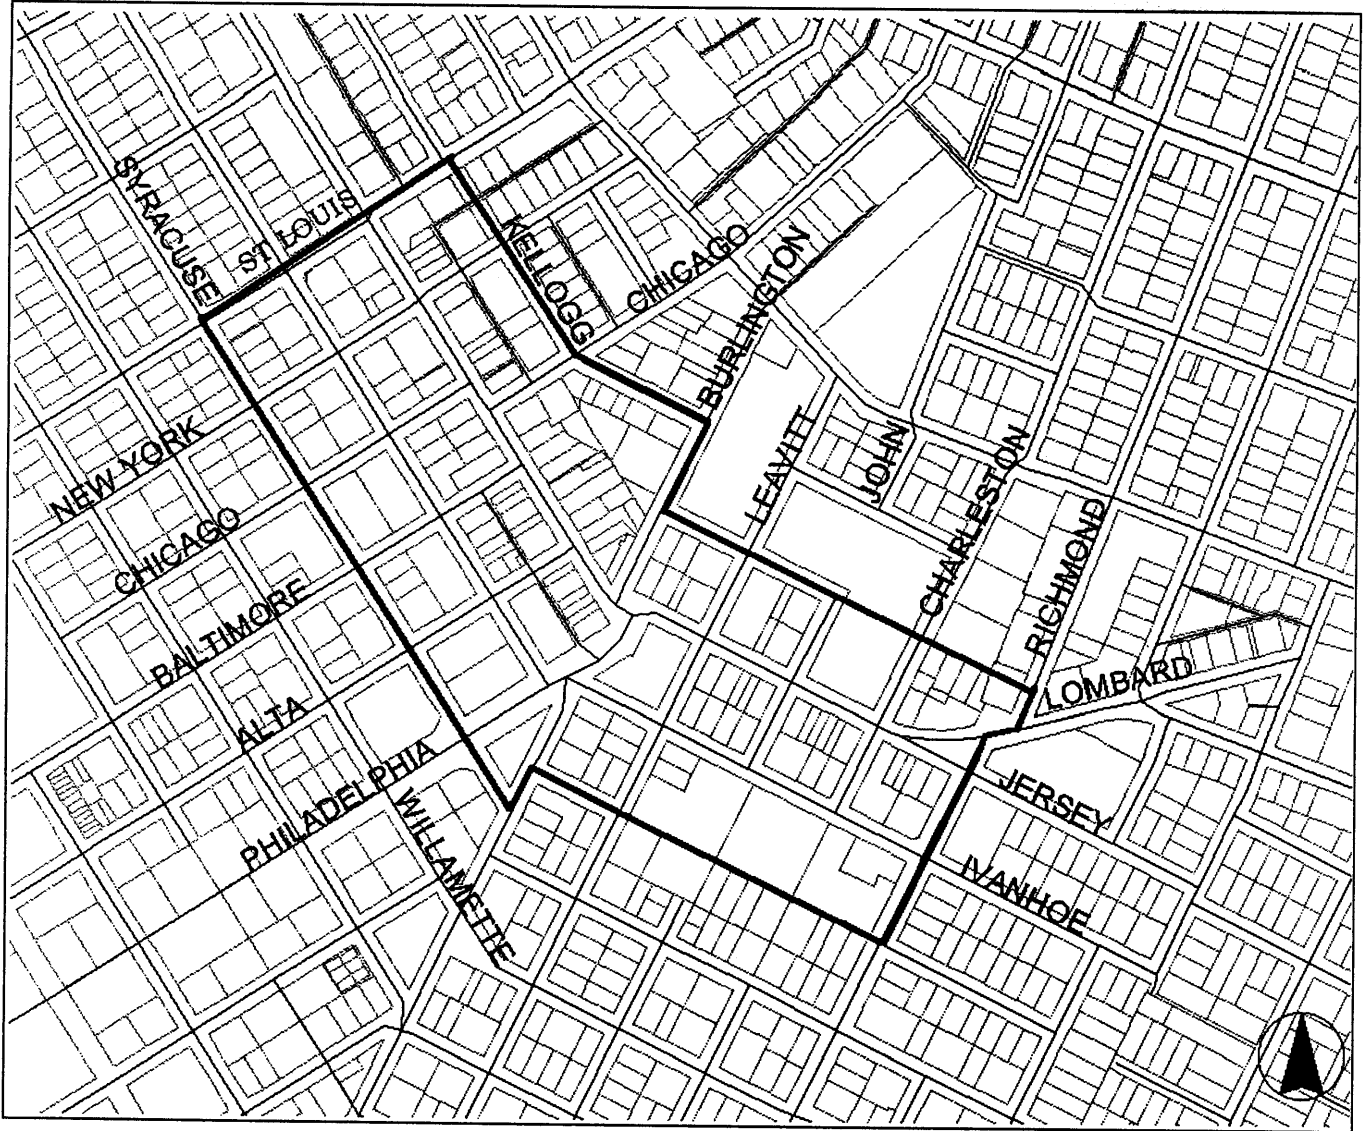 SYRACUSE
ST LOUIS
KELLOGG
CHICAGO
BURLINGTON
NEW YORK
CHICAGO
BALTIMORE
ALTA
PHILADELPHIA
WILLAMETTE
LEAVITT
JOHN
CHARLESTON
RICHMOND
LOMBARD
JERSEY
IVANHOE